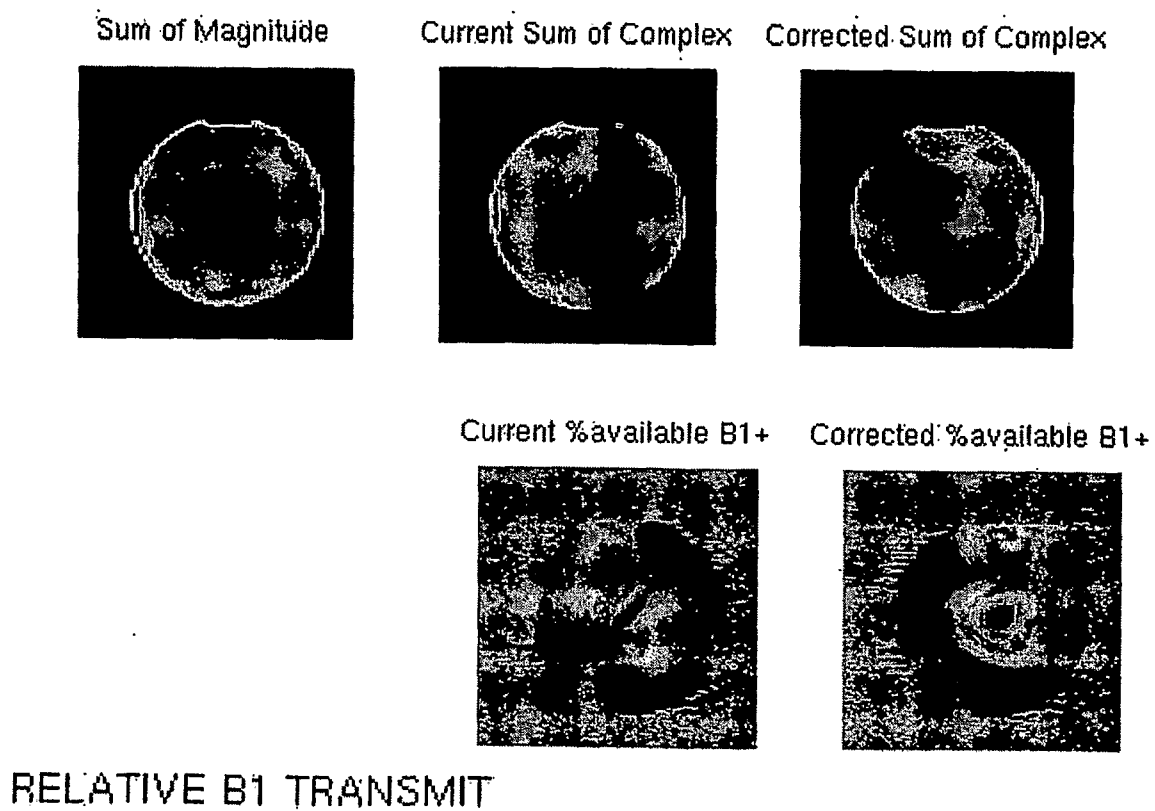 Sum of Magnitude
Current Sum of Complex
Corrected Sum of Complex
Current %available B1+
Corrected %available B1+
RELATIVE B1 TRANSMIT